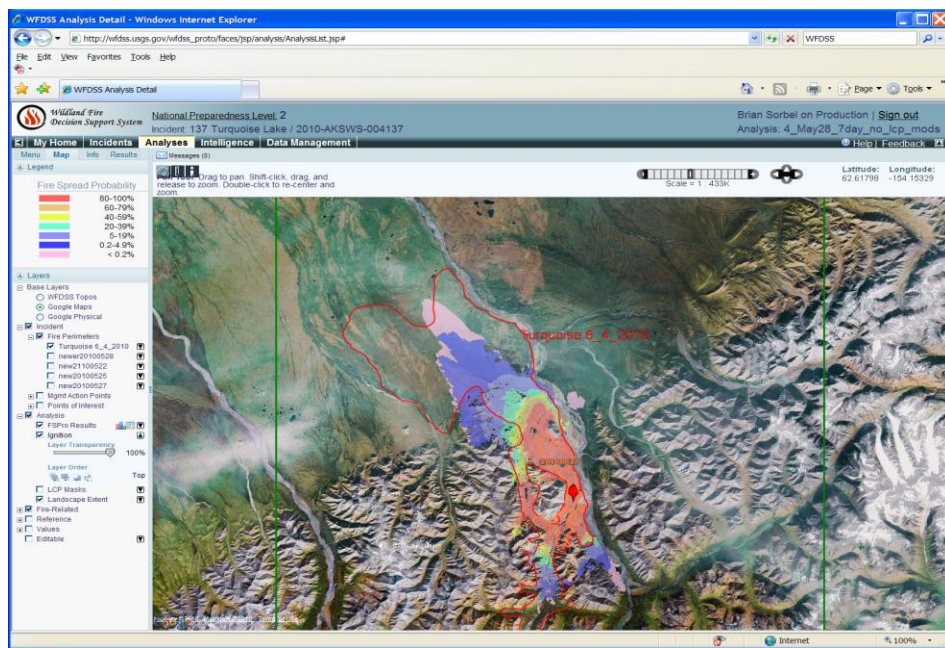 WFDSS Analysis Detail - Windows Internet Explorer
http://wfdss.usgs.gov/wfdss_proto/faces/jsp/analysis/AnalysisList.jsp#
WFDSS
File Edit View Favorites Tools Help
WFDSS Analysis Detail
Page Tools
Wildland Fire
Decision Support System
National Preparedness Level: 2
Incident: 137 Turquoise Lake / 2010-AKSWS-004137
Brian Sorbel on Production | Sign out
Analysis: 4_May28_7day_no_lcp_mods
My Home Incidents Analyses Intelligence Data Management
Help | Feedback
Menu Map Info Results
Messages (0)
Drag to pan. Shift-click, drag, and
release to zoom. Double-click to re-center and
zoom.
Scale = 1 : 433K
Latitude: Longitude:
62.61798 -154.15329
Legend
Fire Spread Probability
80-100%
60-79%
40-59%
20-39%
5-19%
0.2-4.9%
< 0.2%
Layers
Base Layers
WFDSS Topos
Google Maps
Google Physical
Incident
Fire Perimeters
Turquoise 6_4_2010
newer20100528
new21100522
new20100525
new20100527
Mgmt Action Points
Points of Interest
Analysis
FSPro Results
Ignition
Layer Transparency
100%
Layer Order
Top
LCP Masks
Landscape Extent
Fire-Related
Reference
Values
Editable
Turquoise 6_4_2010
Internet
100%